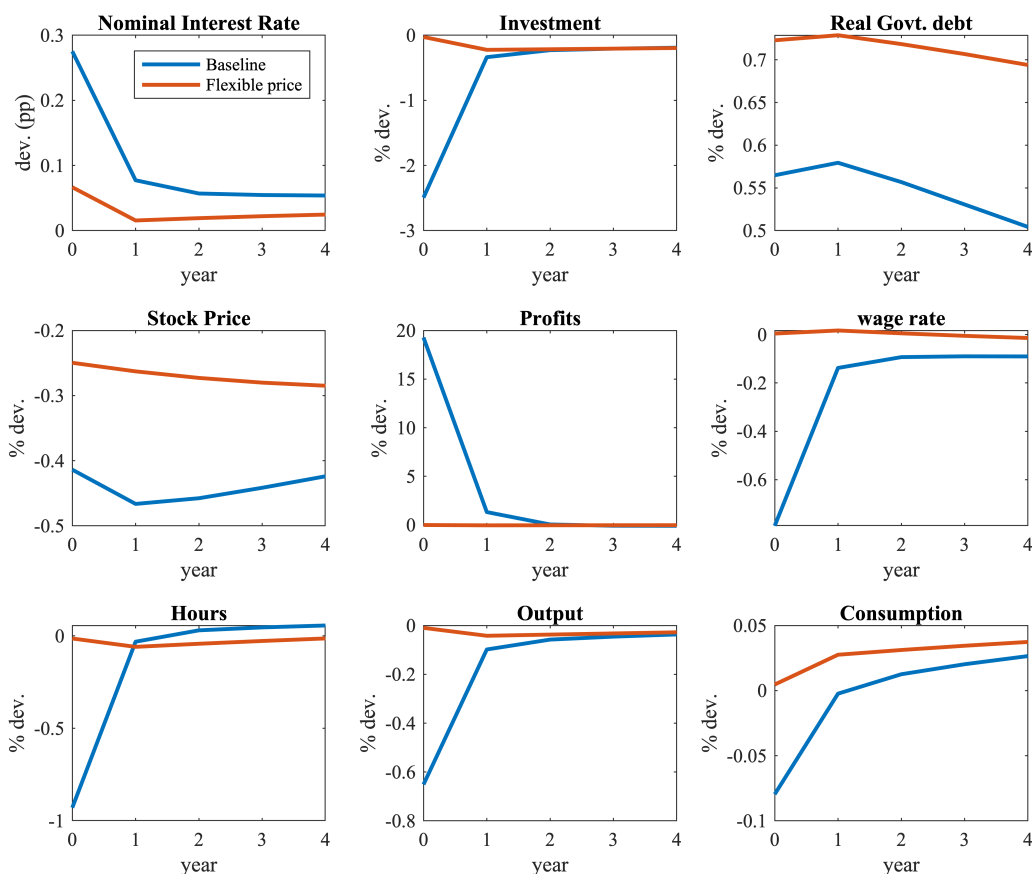 Nominal Interest Rate
0.3
0.2
0.1
0
dev. (pp)
Baseline
Flexible price
0 1 2 3 4
year
Investment
0
-1
-2
-3
% dev.
0 1 2 3 4
year
Real Govt. debt
0.7
0.65
0.6
0.55
0.5
% dev.
0 1 2 3 4
year
Stock Price
-0.2
-0.3
-0.4
-0.5
% dev.
0 1 2 3 4
year
Profits
20
15
10
5
0
% dev.
0 1 2 3 4
year
wage rate
0
-0.2
-0.4
-0.6
% dev.
0 1 2 3 4
year
Hours
0
-0.5
-1
% dev.
0 1 2 3 4
year
Output
0
-0.2
-0.4
-0.6
-0.8
% dev.
0 1 2 3 4
year
Consumption
0.05
0
-0.05
-0.1
% dev.
0 1 2 3 4
year